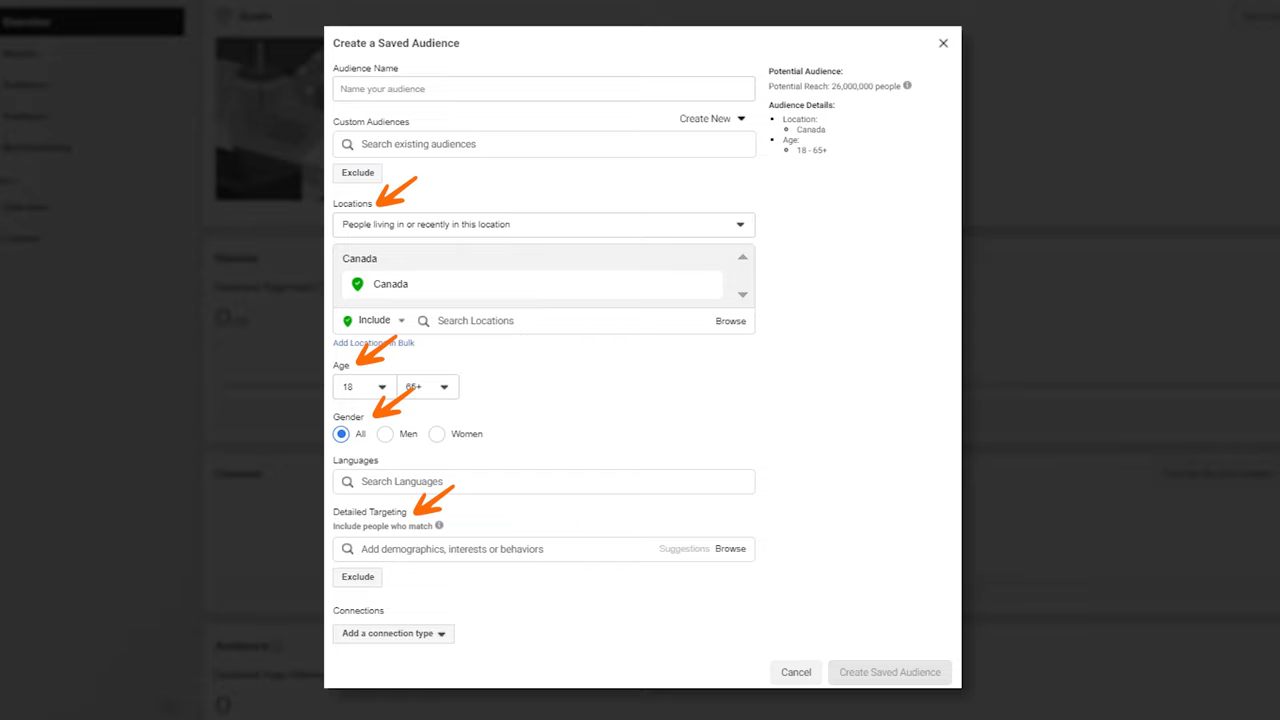 Create a Saved Audience
Audience Name
Name your audience
Custom Audiences
Create New
Search existing audiences
Exclude
Locations
People living in or recently in this location
Canada
Canada
Include
Search Locations
Browse
Add Locations in Bulk
Age
18
65+
Gender
All
Men
Women
Languages
Search Languages
Detailed Targeting
Include people who match
Add demographics, interests or behaviors
Suggestions
Browse
Exclude
Connections
Add a connection type
Potential Audience:
Potential Reach: 26,000,000 people
Audience Details:
Location:
Canada
Age:
18 - 65+
Cancel
Create Saved Audience